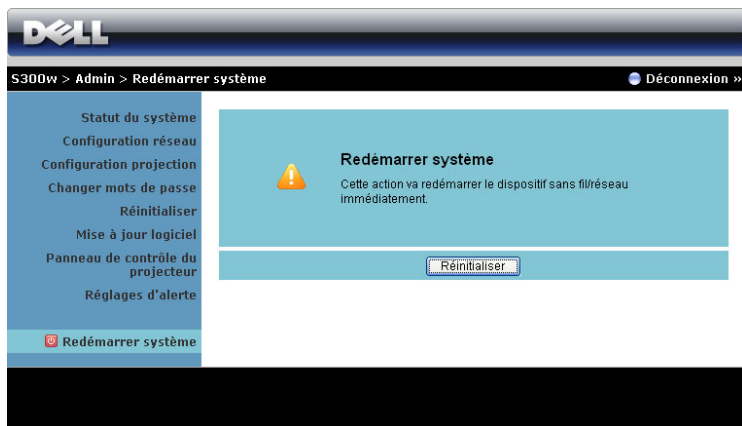 DELL
S300w > Admin > Redémarrer système
Déconnexion »
Statut du système
Configuration réseau
Configuration projection
Changer mots de passe
Réinitialiser
Mise à jour logiciel
Panneau de contrôle du
projecteur
Réglages d'alerte
Redémarrer système
Redémarrer système
Cette action va redémarrer le dispositif sans fil/réseau
immédiatement.
Réinitialiser